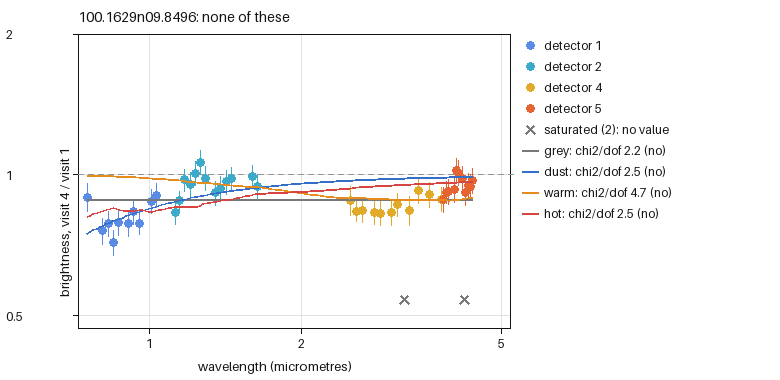 100.1629n09.8496: none of these
2
1
0.5
brightness, visit 4 / visit 1
1
2
5
wavelength (micrometres)
detector 1
detector 2
detector 4
detector 5
saturated (2): no value
grey: chi2/dof 2.2 (no)
dust: chi2/dof 2.5 (no)
warm: chi2/dof 4.7 (no)
hot: chi2/dof 2.5 (no)